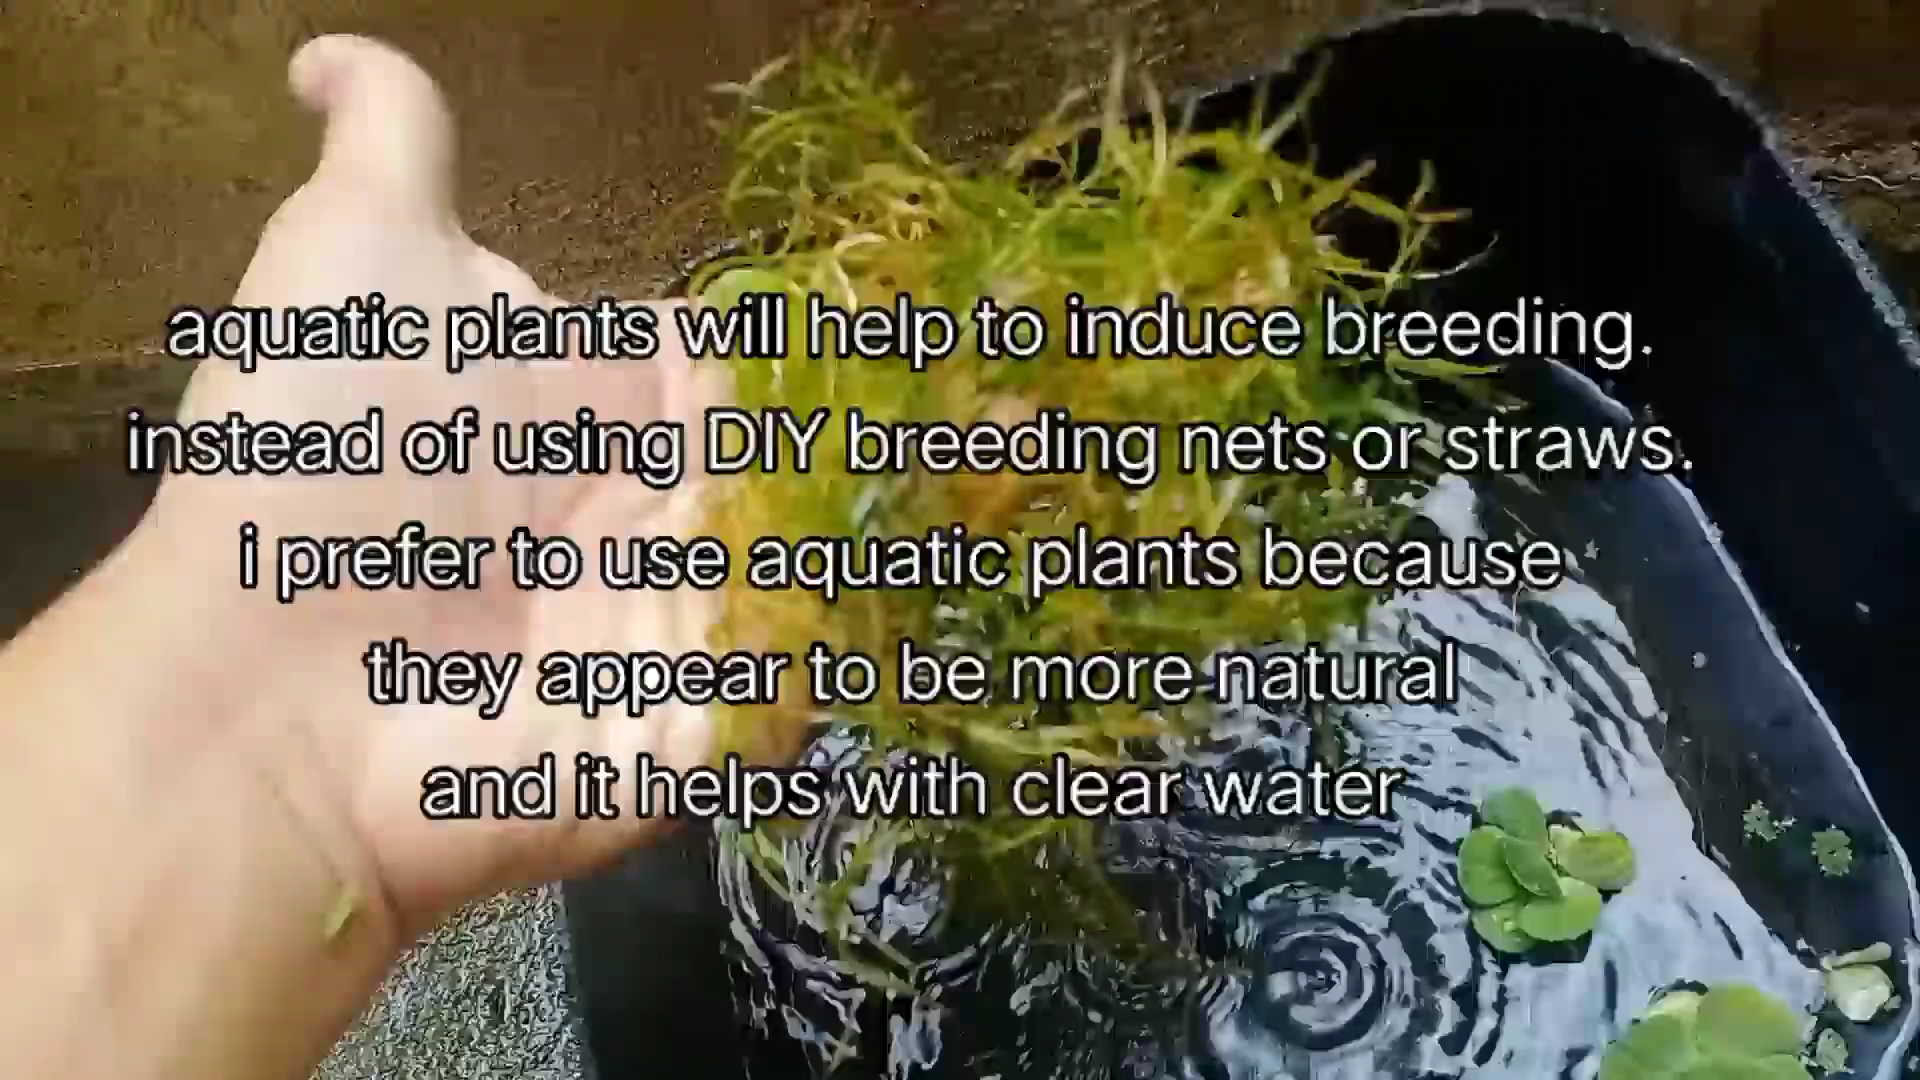 aquatic plants will help to induce breeding.
instead of using DIY breeding nets or straws.
i prefer to use aquatic plants because
they appear to be more natural
and it helps with clear water